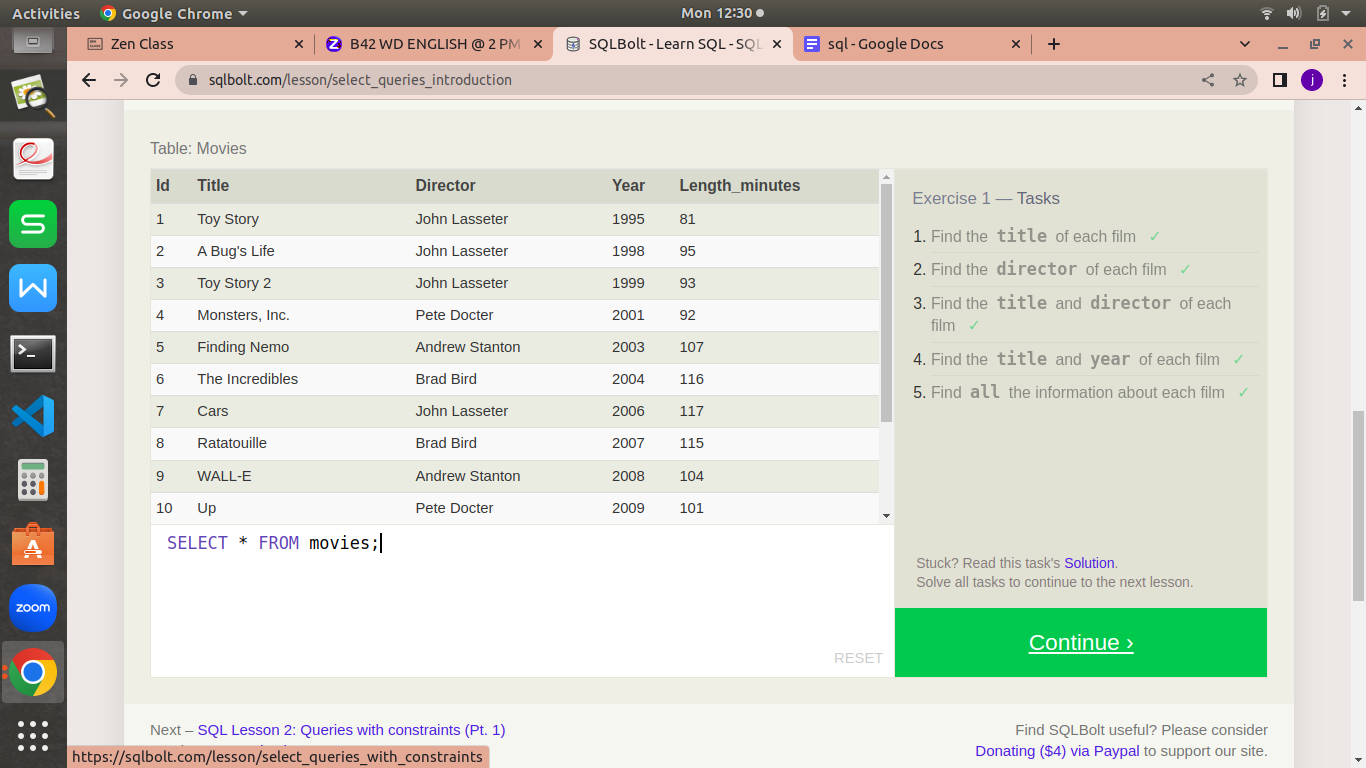 Activities Google Chrome Mon 12:30
Zen Class B42 WD ENGLISH @ 2 PM SQLBolt - Learn SQL - SQL sql - Google Docs
sqlbolt.com/lesson/select_queries_introduction j
Table: Movies
Id Title Director Year Length_minutes
1 Toy Story John Lasseter 1995 81
2 A Bug's Life John Lasseter 1998 95
3 Toy Story 2 John Lasseter 1999 93
4 Monsters, Inc. Pete Docter 2001 92
5 Finding Nemo Andrew Stanton 2003 107
6 The Incredibles Brad Bird 2004 116
7 Cars John Lasseter 2006 117
8 Ratatouille Brad Bird 2007 115
9 WALL-E Andrew Stanton 2008 104
10 Up Pete Docter 2009 101
SELECT * FROM movies;
RESET
Exercise 1 — Tasks
1. Find the title of each film ✓
2. Find the director of each film ✓
3. Find the title and director of each
film ✓
4. Find the title and year of each film ✓
5. Find all the information about each film ✓
Stuck? Read this task's Solution.
Solve all tasks to continue to the next lesson.
Continue ›
Next – SQL Lesson 2: Queries with constraints (Pt. 1)
Find SQLBolt useful? Please consider
Donating ($4) via Paypal to support our site.
https://sqlbolt.com/lesson/select_queries_with_constraints
zoom